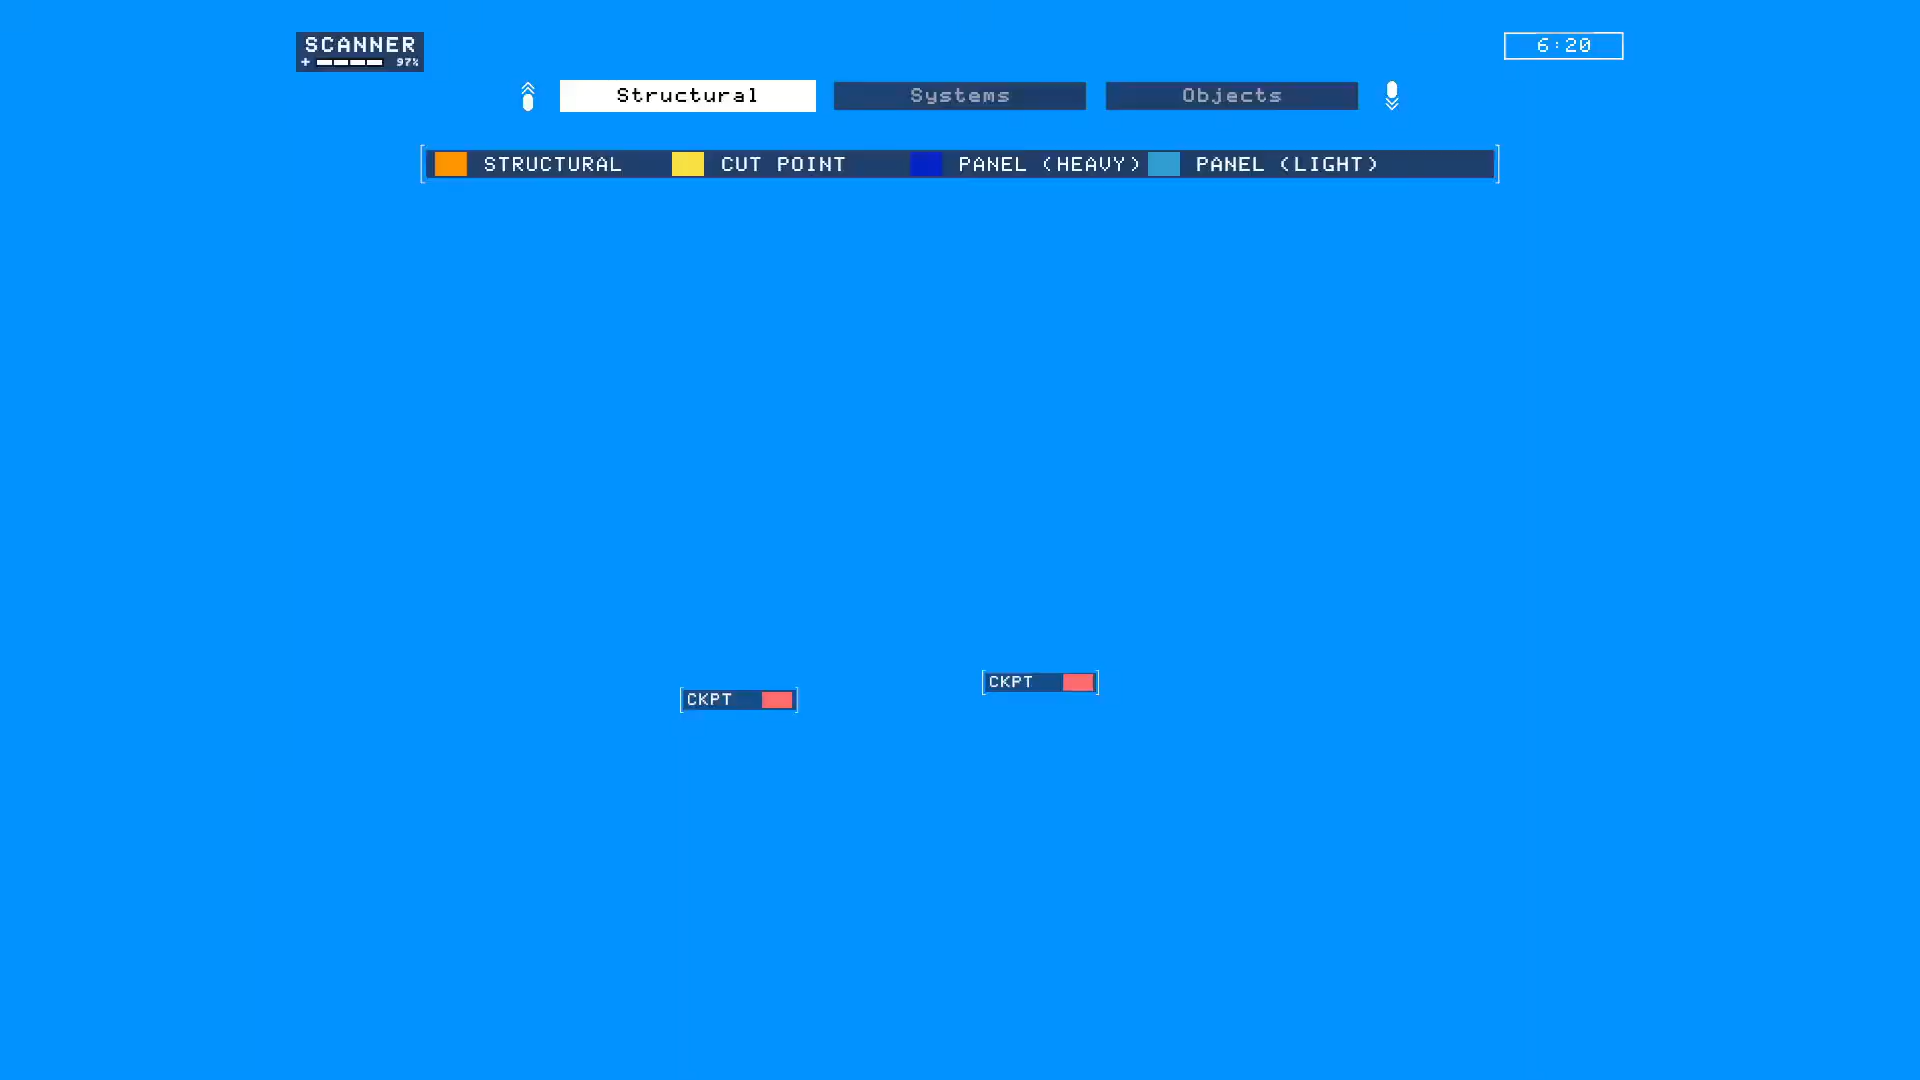 SCANNER
+ 97%
6:20
Structural
Systems
Objects
STRUCTURAL
CUT POINT
PANEL (HEAVY)
PANEL (LIGHT)
CKPT
CKPT